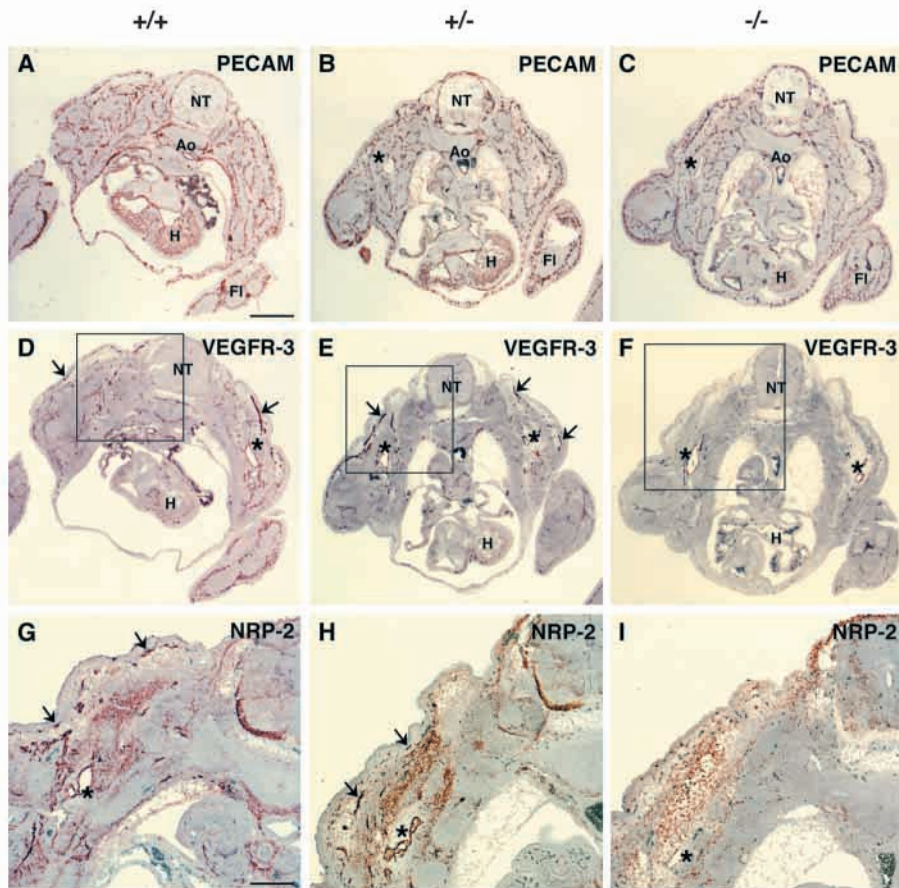 +/+ +/- -/-
A PECAM B PECAM C PECAM
NT NT NT
Ao Ao Ao
* *
H H H
Fl Fl Fl
D VEGFR-3 E VEGFR-3 F VEGFR-3
NT NT NT
* * * * *
H H H
G NRP-2 H NRP-2 I NRP-2
* * *